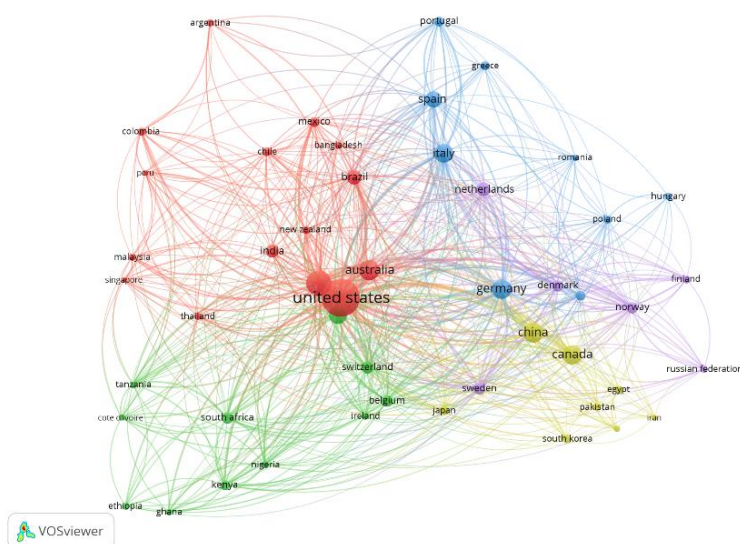 portugal
argentina
greece
spain
mexico
colombia
bangladesh
chile
italy
romania
peru
brazil
netherlands
hungary
poland
new zealand
india
malaysia
australia
singapore
finland
germany
denmark
united states
norway
thailand
china
canada
switzerland
russian federation
tanzania
sweden
egypt
belgium
japan
pakistan
cote d'ivoire
south africa
ireland
iran
south korea
nigeria
kenya
ethiopia
ghana
VOSviewer